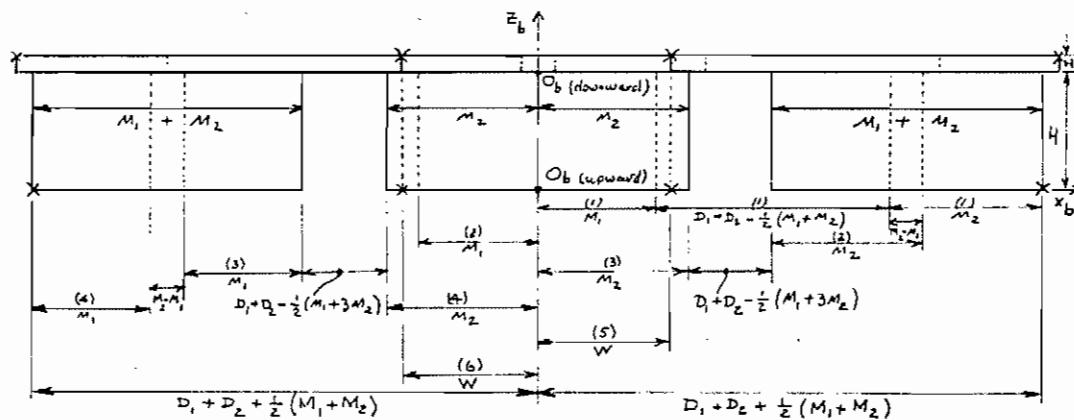 Z_b
H
O_b (downward)
M_1 + M_2
M_2
M_2
M_1 + M_2
H
O_b (upward)
x_b
(1)
M_1
(1)
D_1 + D_2 - 1/2 (M_1 + M_2)
(1)
M_2
(2)
M_1
M_2-M_1
(2)
M_2
(3)
M_1
(3)
M_2
(4)
M_1
M_2-M_1
D_1 + D_2 - 1/2 (M_1 + 3M_2)
(4)
M_2
D_1 + D_2 - 1/2 (M_1 + 3M_2)
(5)
W
(6)
W
D_1 + D_2 + 1/2 (M_1 + M_2)
D_1 + D_2 + 1/2 (M_1 + M_2)